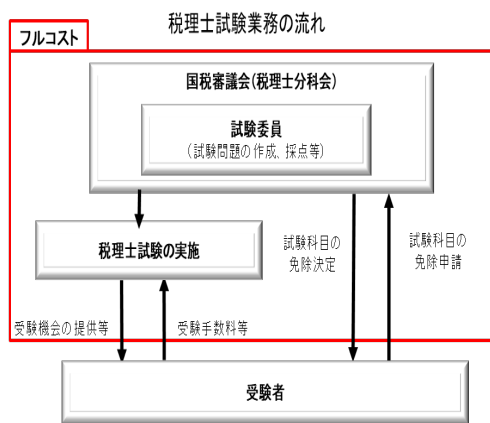 税理士試験業務の流れ
フルコスト
国税審議会(税理士分科会)
試験委員
(試験問題の作成、採点等)
税理士試験の実施
試験科目の
免除決定
試験科目の
免除申請
受験機会の提供等
受験手数料等
受験者